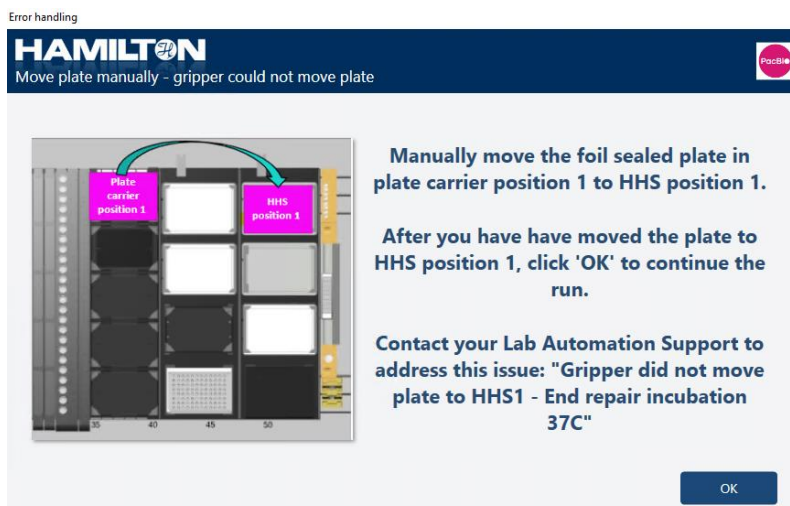 Error handling
HAMILTON
Move plate manually - gripper could not move plate
PacBio
Manually move the foil sealed plate in
plate carrier position 1 to HHS position 1.
After you have have moved the plate to
HHS position 1, click 'OK' to continue the
run.
Contact your Lab Automation Support to
address this issue: "Gripper did not move
plate to HHS1 - End repair incubation
37C"
Plate
carrier
position 1
HHS
position 1
35 40 45 50
OK